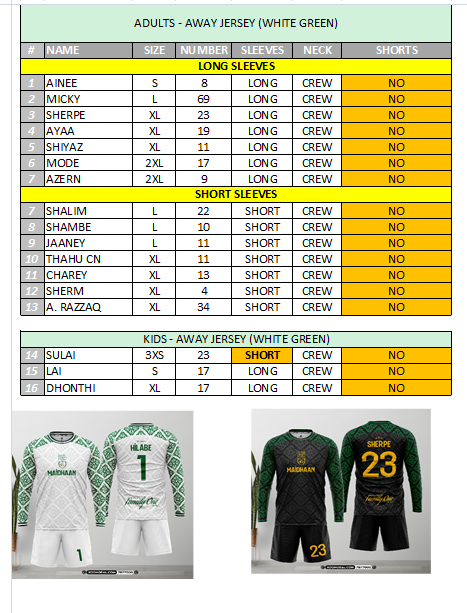 ADULTS - AWAY JERSEY (WHITE GREEN)
# NAME SIZE NUMBER SLEEVES NECK SHORTS
LONG SLEEVES
1 AINEE S 8 LONG CREW NO
2 MICKY L 69 LONG CREW NO
3 SHERPE XL 23 LONG CREW NO
4 AYAA XL 19 LONG CREW NO
5 SHIYAZ XL 11 LONG CREW NO
6 MODE 2XL 17 LONG CREW NO
7 AZERN 2XL 9 LONG CREW NO
SHORT SLEEVES
7 SHALIM L 22 SHORT CREW NO
8 SHAMBE L 10 SHORT CREW NO
9 JAANEY L 11 SHORT CREW NO
10 THAHU CN XL 11 SHORT CREW NO
11 CHAREY XL 13 SHORT CREW NO
12 SHERM XL 4 SHORT CREW NO
13 A. RAZZAQ XL 34 SHORT CREW NO
KIDS - AWAY JERSEY (WHITE GREEN)
14 SULAI 3XS 23 SHORT CREW NO
15 LAI S 17 LONG CREW NO
16 DHONTHI XL 17 LONG CREW NO
MAIDHAAN
HILABE
1
Family One
1
MAIDHAAN
SHERPE
23
Family One
23